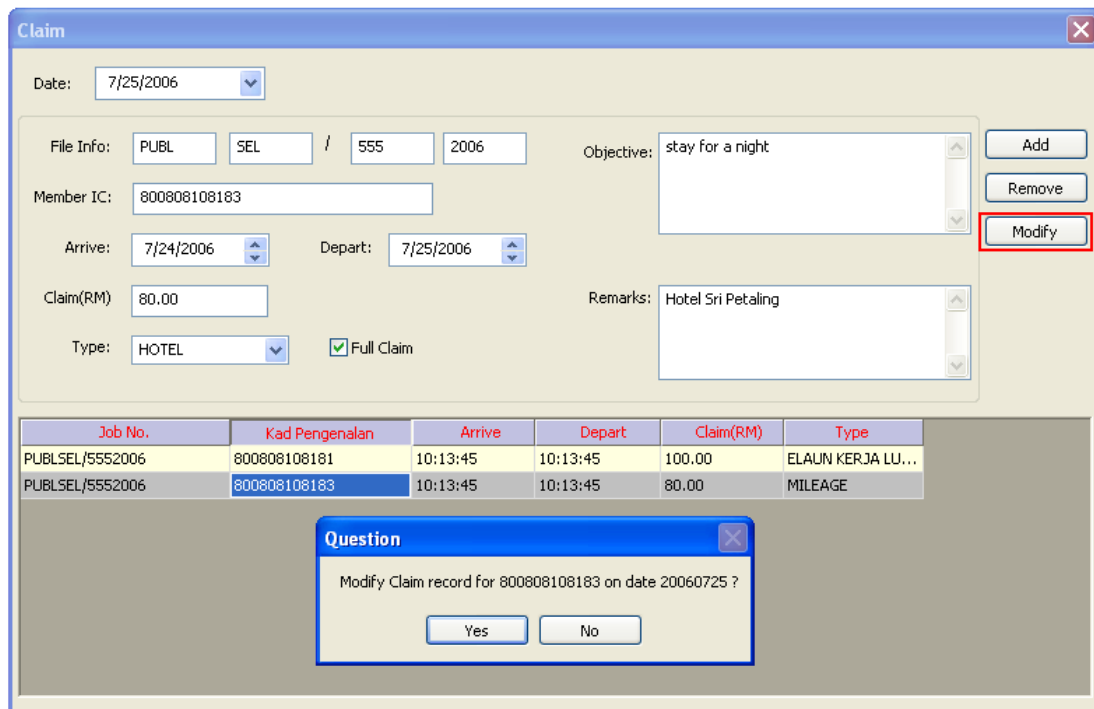 Claim
Date: 7/25/2006
File Info: PUBL SEL / 555 2006
Objective: stay for a night
Add
Remove
Modify
Member IC: 800808108183
Arrive: 7/24/2006 Depart: 7/25/2006
Claim(RM) 80.00
Remarks: Hotel Sri Petaling
Type: HOTEL Full Claim
Job No. Kad Pengenalan Arrive Depart Claim(RM) Type
PUBLSEL/5552006 800808108181 10:13:45 10:13:45 100.00 ELAUN KERJA LU...
PUBLSEL/5552006 800808108183 10:13:45 10:13:45 80.00 MILEAGE
Question
Modify Claim record for 800808108183 on date 20060725 ?
Yes No